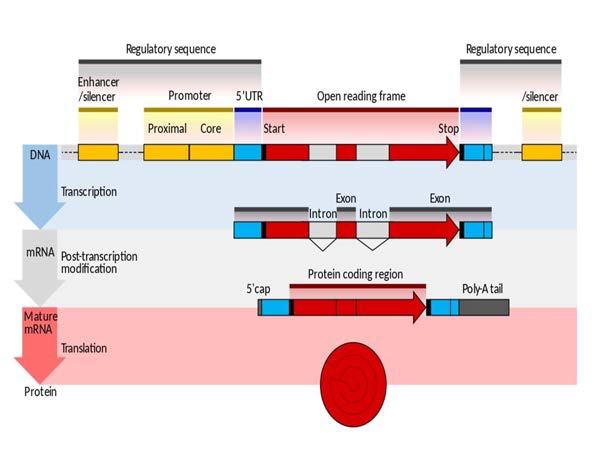 Regulatory sequence
Regulatory sequence
Enhancer
/silencer
Promoter
5'UTR
Open reading frame
/silencer
Proximal
Core
Start
Stop
DNA
Transcription
Exon
Exon
Intron
Intron
mRNA
Post-transcription
modification
Protein coding region
5'cap
Poly-A tail
Mature
mRNA
Translation
Protein